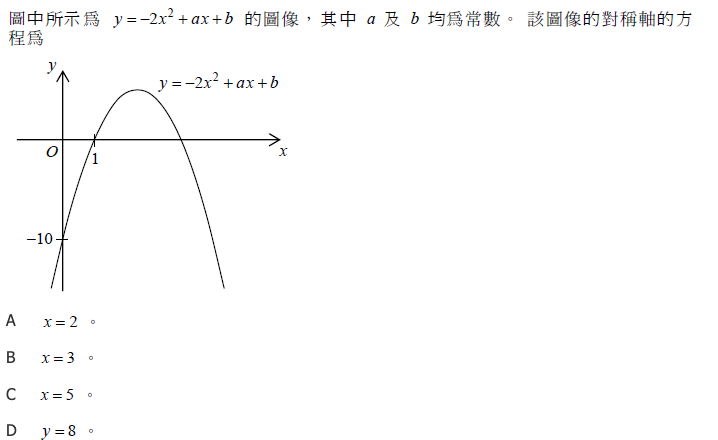 圖中所示爲 y = −2x² + ax + b 的圖像，其中 a 及 b 均爲常數。 該圖像的對稱軸的方
程爲
y
y = −2x² + ax + b
O
1
x
−10
A x = 2 。
B x = 3 。
C x = 5 。
D y = 8 。